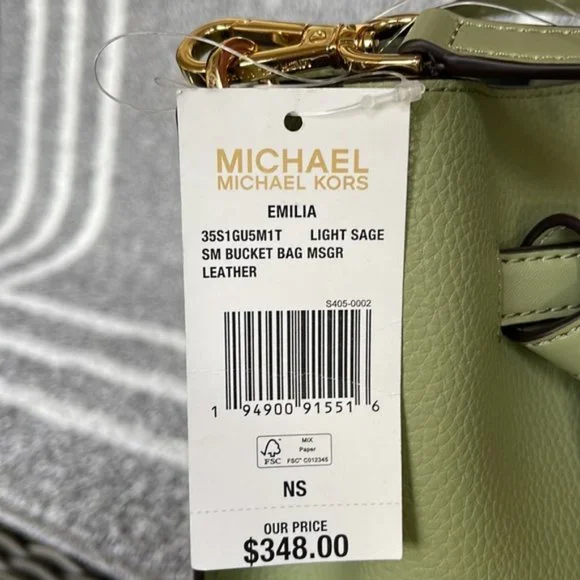 MICHAEL
MICHAEL KORS
EMILIA
35S1GU5M1T LIGHT SAGE
SM BUCKET BAG MSGR
LEATHER
S405-0002
1 94900 91551 6
FSC
MIX
Paper
FSC® C012345
NS
OUR PRICE
$348.00